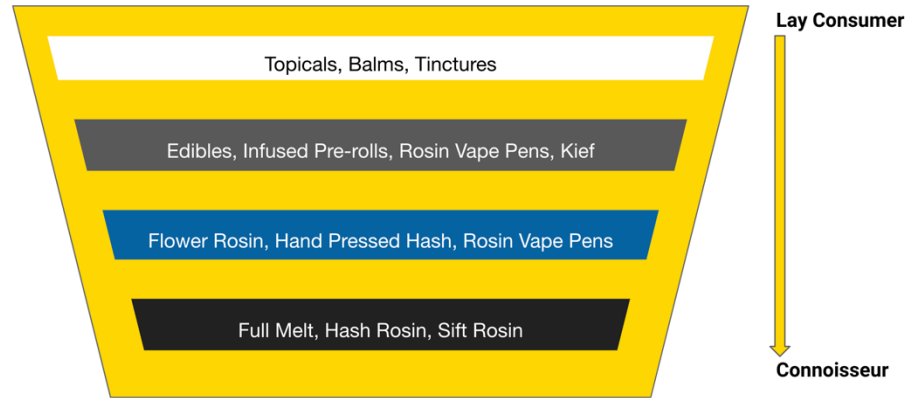 Lay Consumer
Topicals, Balms, Tinctures
Edibles, Infused Pre-rolls, Rosin Vape Pens, Kief
Flower Rosin, Hand Pressed Hash, Rosin Vape Pens
Full Melt, Hash Rosin, Sift Rosin
Connoisseur